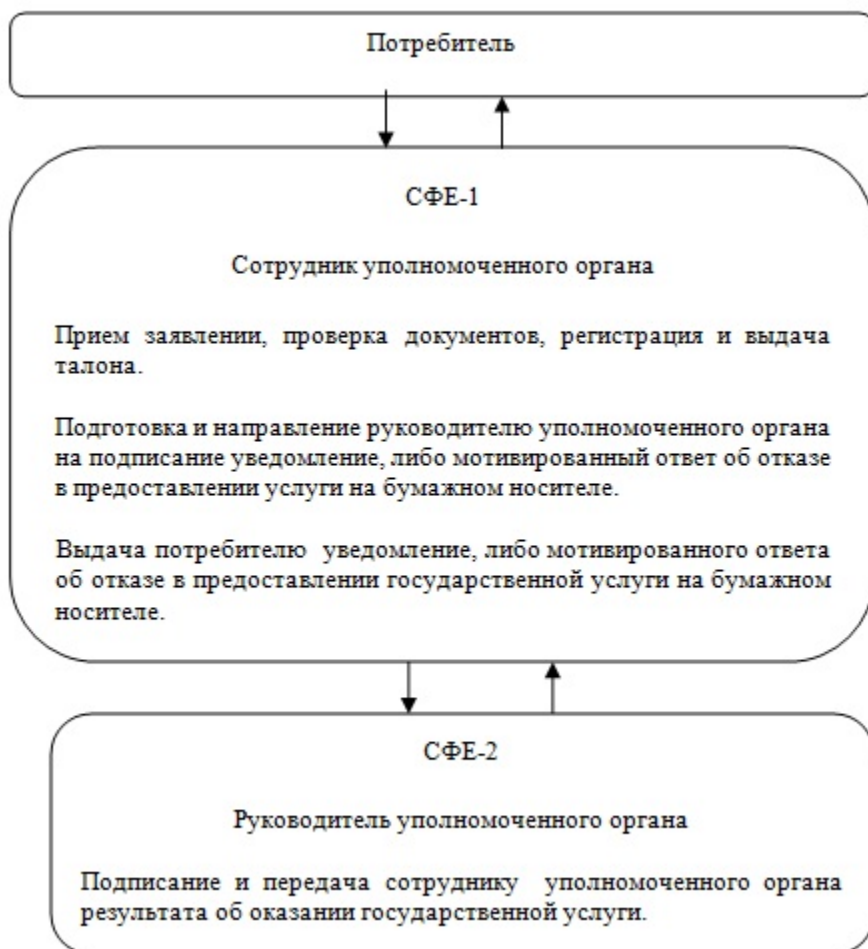 Потребитель
СФЕ-1
Сотрудник уполномоченного органа
Прием заявлении, проверка документов, регистрация и выдача
талона.
Подготовка и направление руководителю уполномоченного органа
на подписание уведомление, либо мотивированный ответ об отказе
в предоставлении услуги на бумажном носителе.
Выдача потребителю уведомление, либо мотивированного ответа
об отказе в предоставлении государственной услуги на бумажном
носителе.
СФЕ-2
Руководитель уполномоченного органа
Подписание и передача сотруднику уполномоченного органа
результата об оказании государственной услуги.